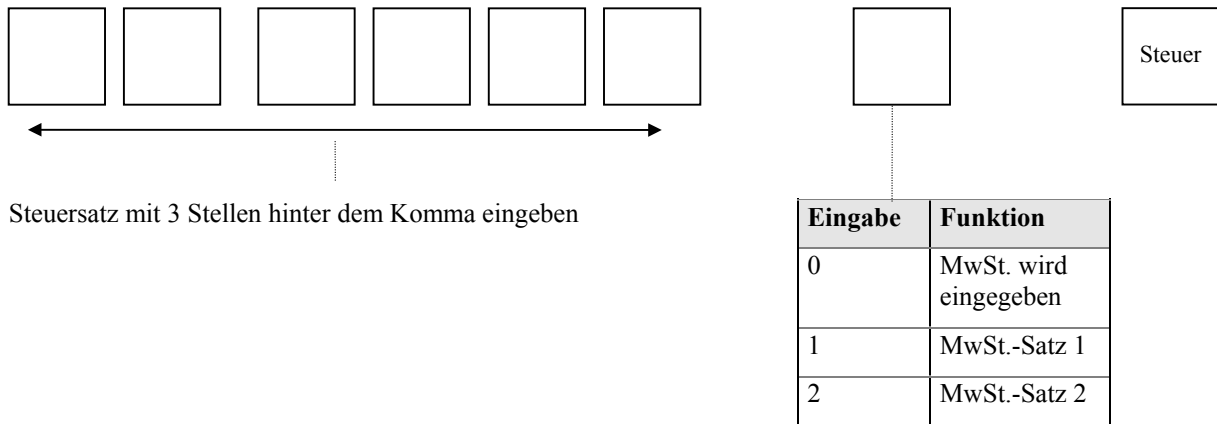 Steuer
Steuersatz mit 3 Stellen hinter dem Komma eingeben
Eingabe Funktion
0 MwSt. wird
eingegeben
1 MwSt.-Satz 1
2 MwSt.-Satz 2